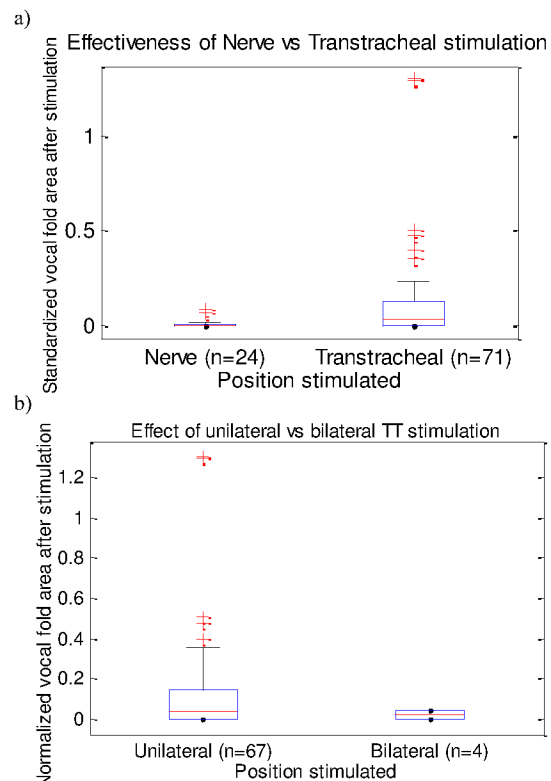 a)
Effectiveness of Nerve vs Transtracheal stimulation
Standardized vocal fold area after stimulation
1
0.5
0
Nerve (n=24) Transtracheal (n=71)
Position stimulated
b)
Effect of unilateral vs bilateral TT stimulation
Normalized vocal fold area after stimulation
1.2
1
0.8
0.6
0.4
0.2
0
Unilateral (n=67) Bilateral (n=4)
Position stimulated